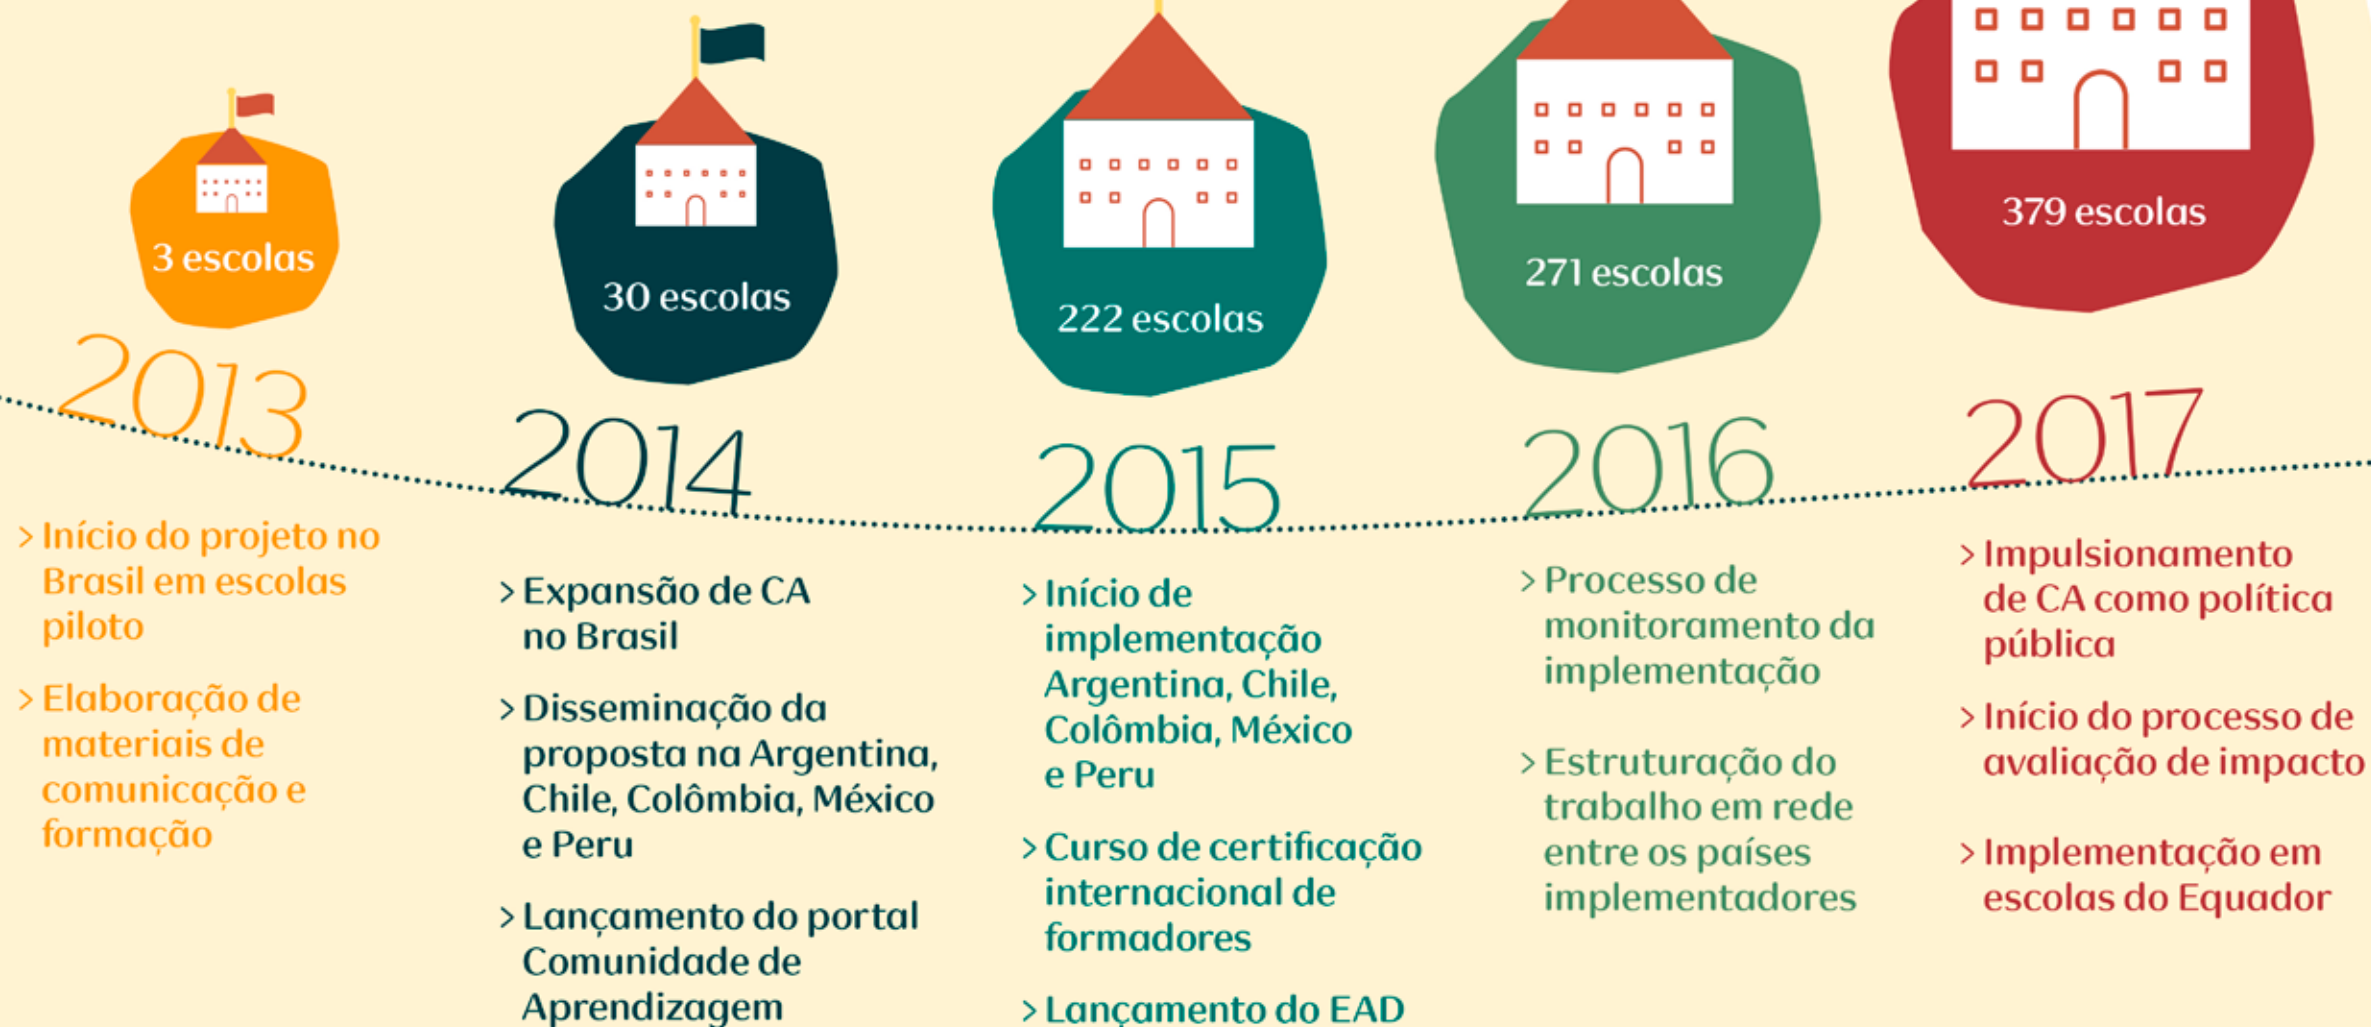 3 escolas
2013
> Início do projeto no
Brasil em escolas
piloto
> Elaboração de
materiais de
comunicação e
formação
30 escolas
2014
> Expansão de CA
no Brasil
> Disseminação da
proposta na Argentina,
Chile, Colômbia, México
e Peru
> Lançamento do portal
Comunidade de
Aprendizagem
222 escolas
2015
> Início de
implementação
Argentina, Chile,
Colômbia, México
e Peru
> Curso de certificação
internacional de
formadores
> Lançamento do EAD
271 escolas
2016
> Processo de
monitoramento da
implementação
> Estruturação do
trabalho em rede
entre os países
implementadores
379 escolas
2017
> Impulsionamento
de CA como política
pública
> Início do processo de
avaliação de impacto
> Implementação em
escolas do Equador